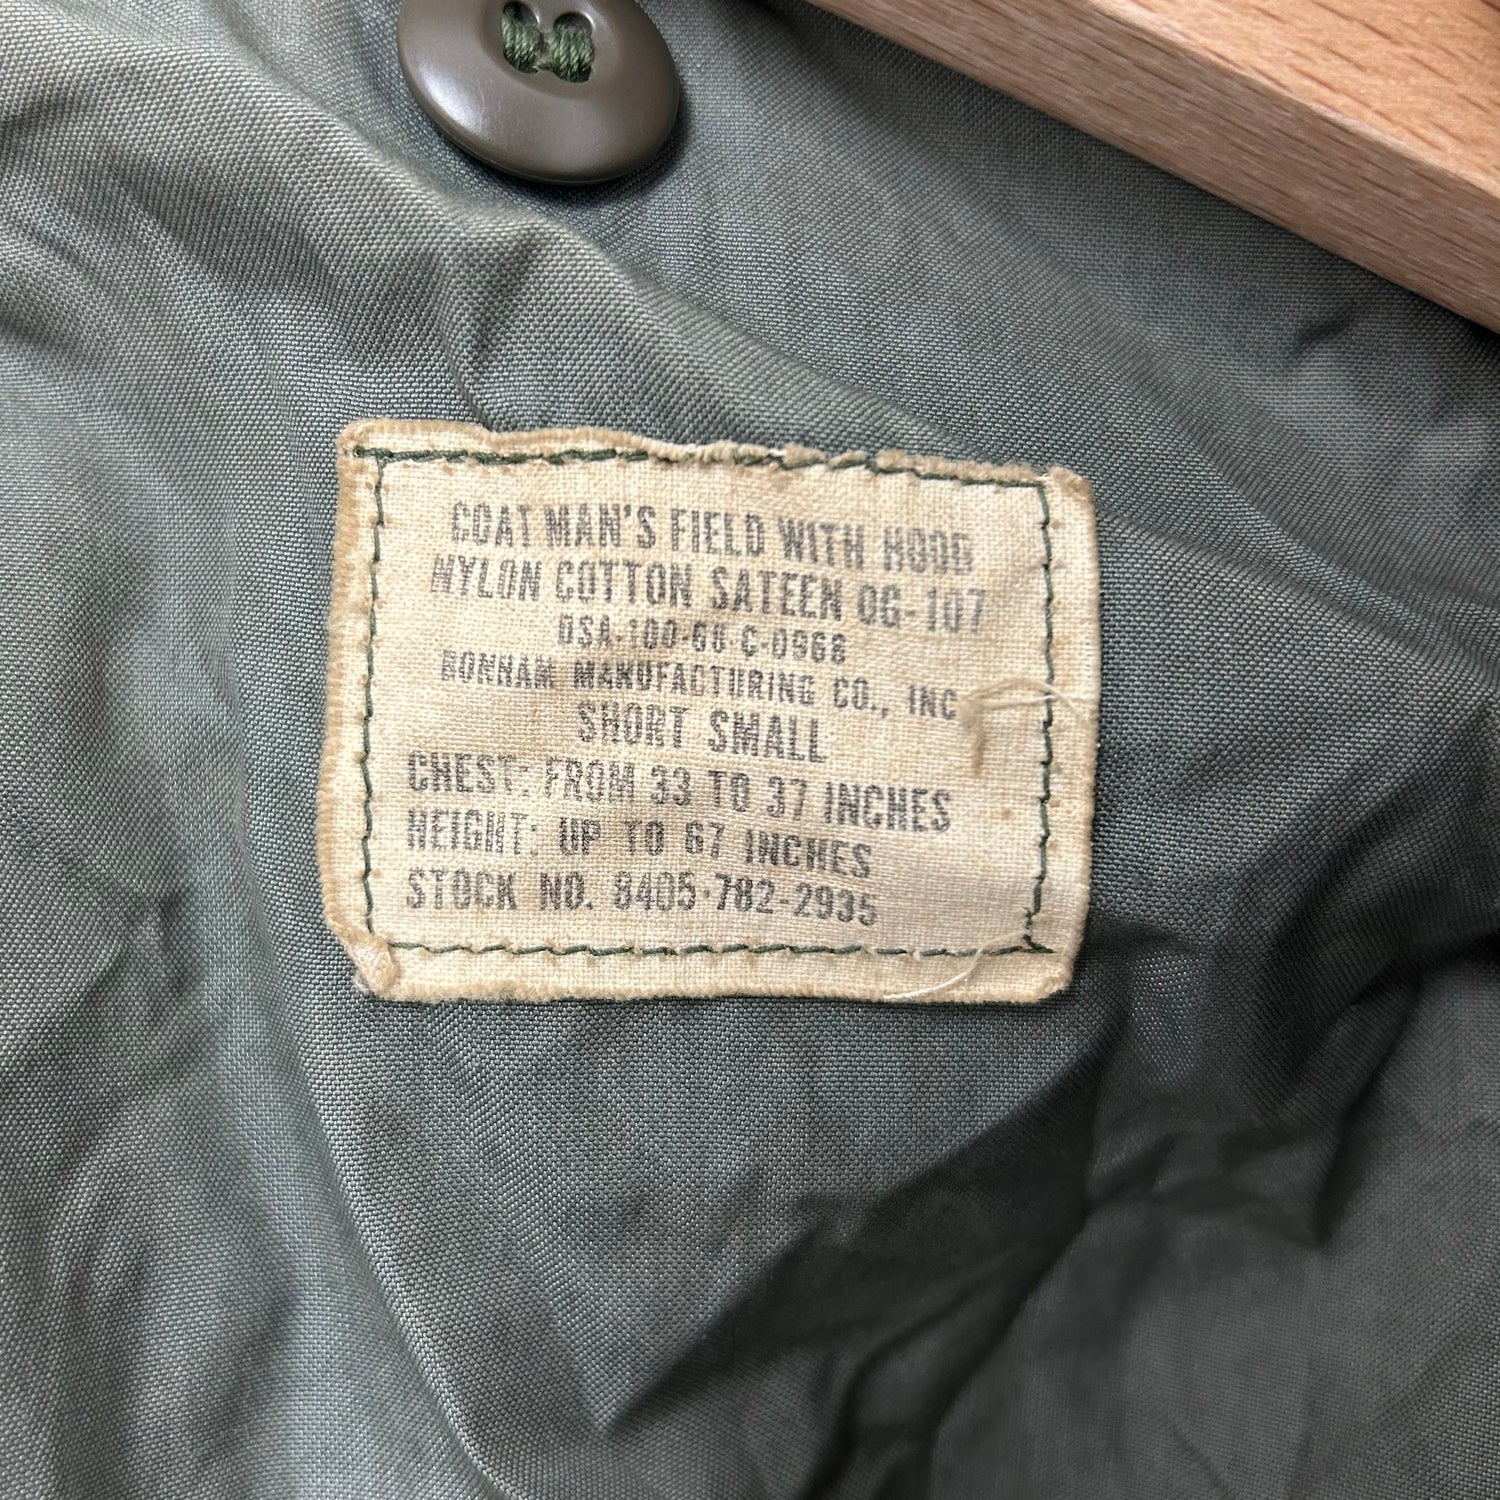 COAT MAN'S FIELD WITH HOOD
NYLON COTTON SATEEN OG-107
DSA-100-68-C-0968
BONHAM MANUFACTURING CO., INC
SHORT SMALL
CHEST: FROM 33 TO 37 INCHES
HEIGHT: UP TO 67 INCHES
STOCK NO. 8405-782-2935